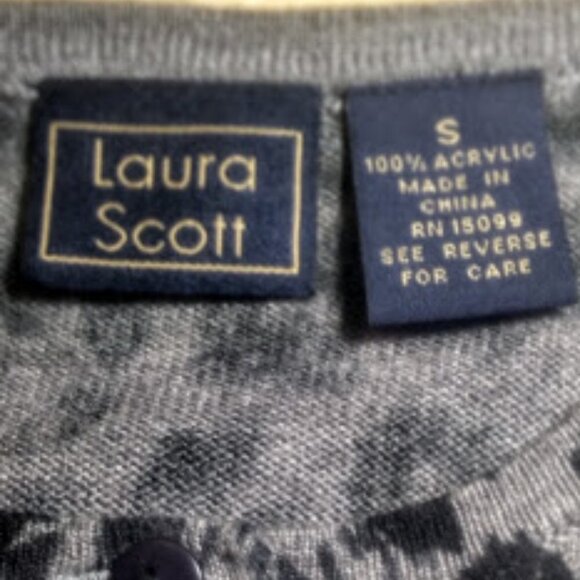 Laura
Scott
S
100% ACRYLIC
MADE IN
CHINA
RN 15099
SEE REVERSE
FOR CARE